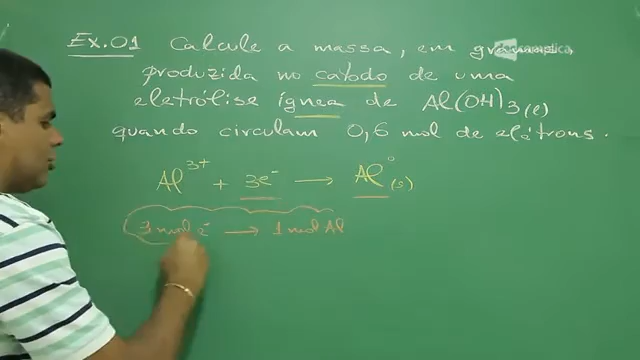 Ex.01 Calcule a massa, em gramas,
produzida no catodo de uma
eletrólise ígnea de Al(OH)3(l)
quando circulam 0,6 mol de elétrons.
Al3+ + 3e- → Al0(s)
3 mol e- → 1 mol Al